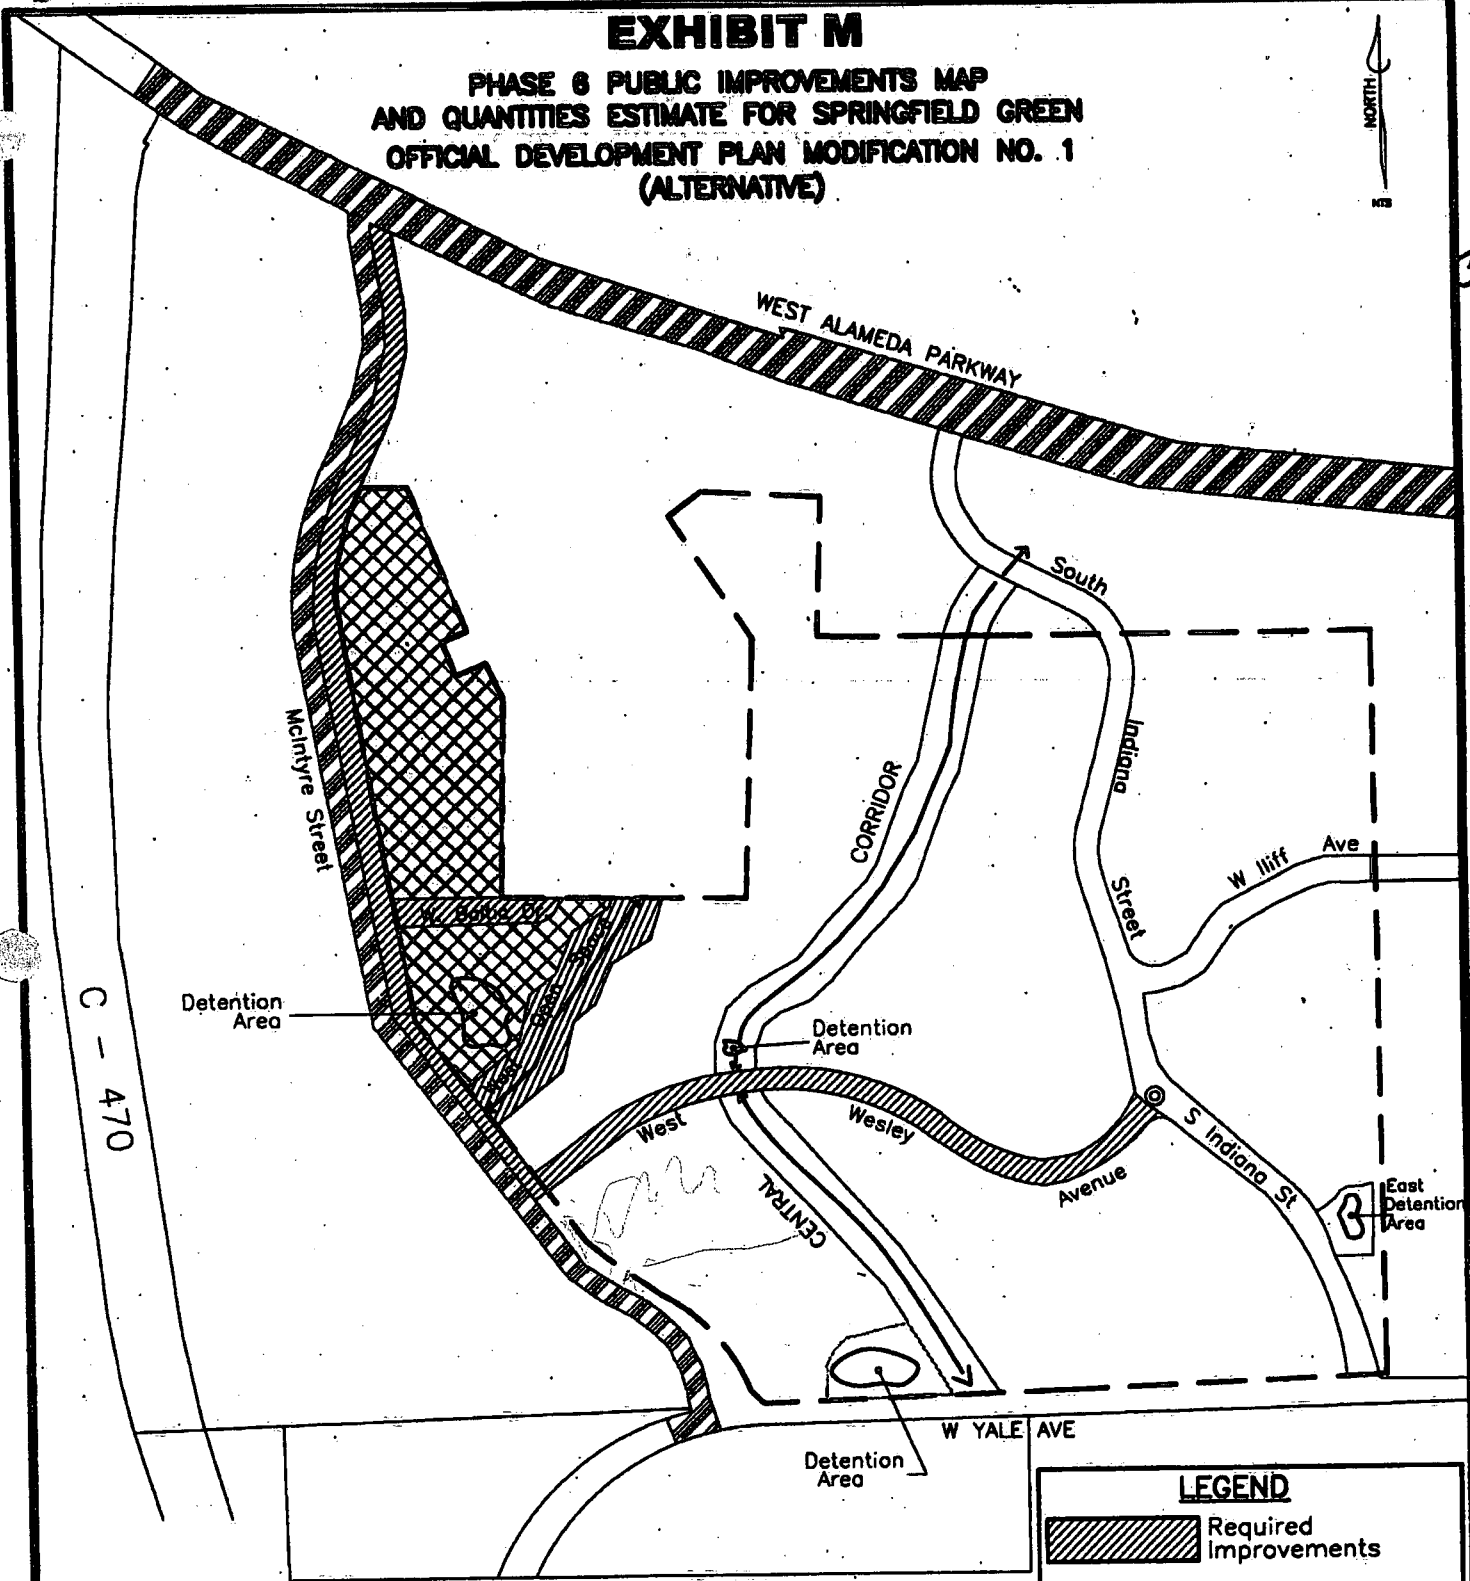 EXHIBIT M
PHASE 6 PUBLIC IMPROVEMENTS MAP
AND QUANTITIES ESTIMATE FOR SPRINGFIELD GREEN
OFFICIAL DEVELOPMENT PLAN MODIFICATION NO. 1
(ALTERNATIVE)
NORTH
NTS
WEST ALAMEDA PARKWAY
South
Indiana
Street
McIntyre Street
CORRIDOR
W Iliff Ave
Open Space
C - 470
Detention
Area
Detention
Area
West
Wesley
Avenue
S Indiana St
CENTRAL
East
Detention
Area
W YALE AVE
Detention
Area
LEGEND
Required
Improvements